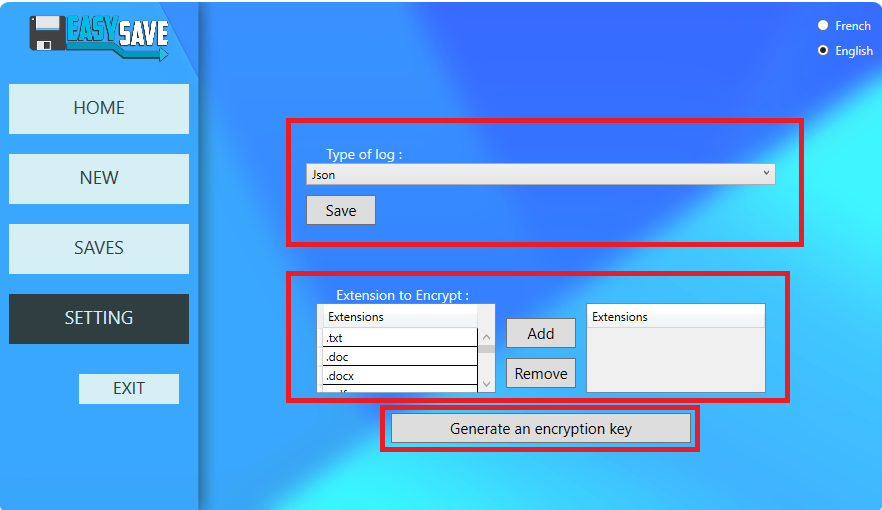 EASY SAVE
French
English
HOME
NEW
SAVES
SETTING
EXIT
Type of log :
Json
Save
Extension to Encrypt :
Extensions
.txt
.doc
.docx
Add
Remove
Extensions
Generate an encryption key